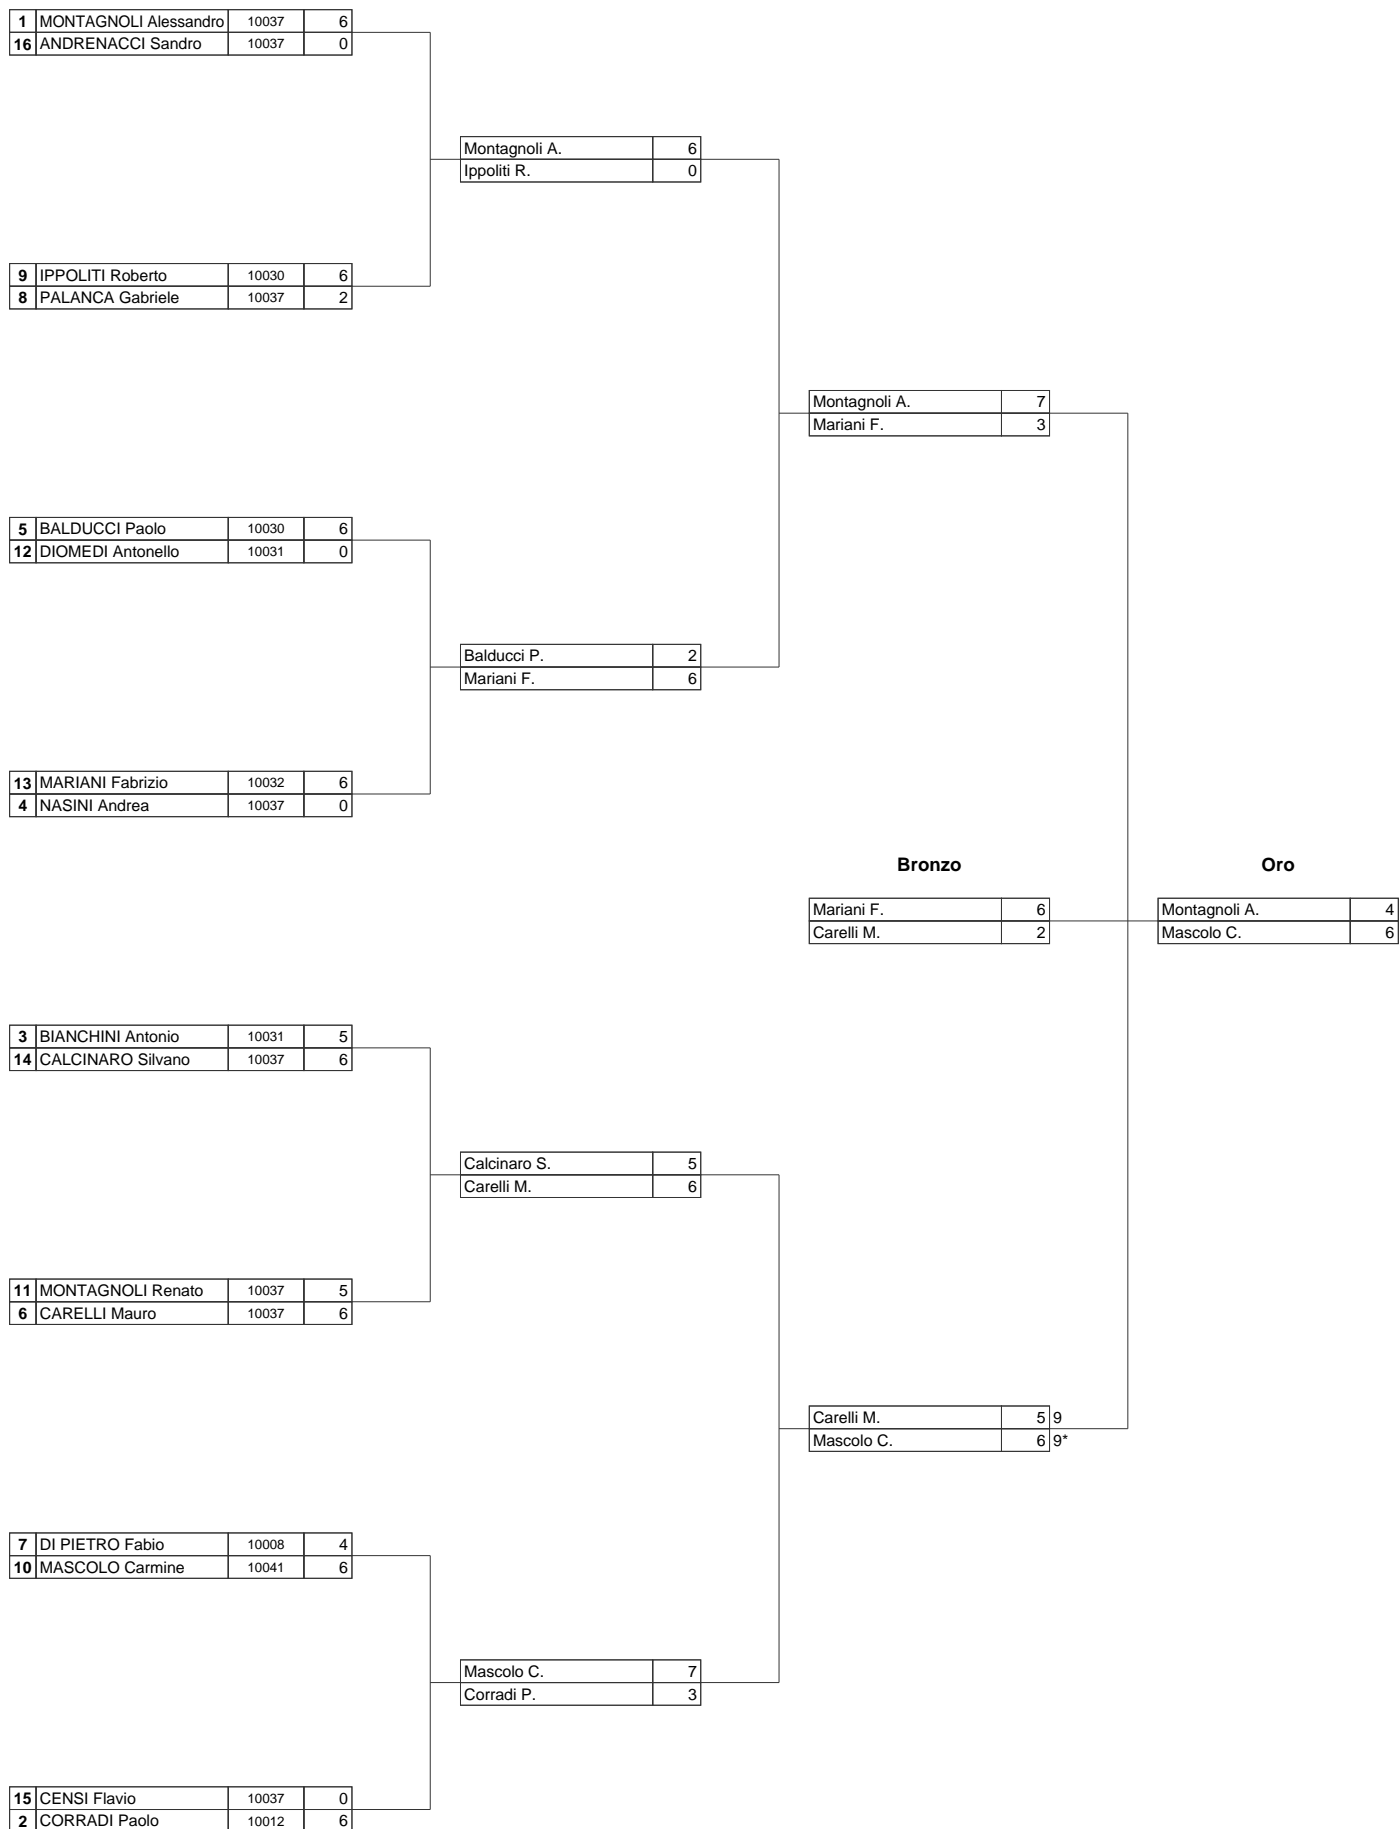 1 MONTAGNOLI Alessandro 10037 6
16 ANDRENACCI Sandro 10037 0
Montagnoli A. 6
Ippoliti R. 0
9 IPPOLITI Roberto 10030 6
8 PALANCA Gabriele 10037 2
Montagnoli A. 7
Mariani F. 3
5 BALDUCCI Paolo 10030 6
12 DIOMEDI Antonello 10031 0
Balducci P. 2
Mariani F. 6
13 MARIANI Fabrizio 10032 6
4 NASINI Andrea 10037 0
Bronzo Oro
Mariani F. 6 Montagnoli A. 4
Carelli M. 2 Mascolo C. 6
3 BIANCHINI Antonio 10031 5
14 CALCINARO Silvano 10037 6
Calcinaro S. 5
Carelli M. 6
11 MONTAGNOLI Renato 10037 5
6 CARELLI Mauro 10037 6
Carelli M. 5 9
Mascolo C. 6 9*
7 DI PIETRO Fabio 10008 4
10 MASCOLO Carmine 10041 6
Mascolo C. 7
Corradi P. 3
15 CENSI Flavio 10037 0
2 CORRADI Paolo 10012 6